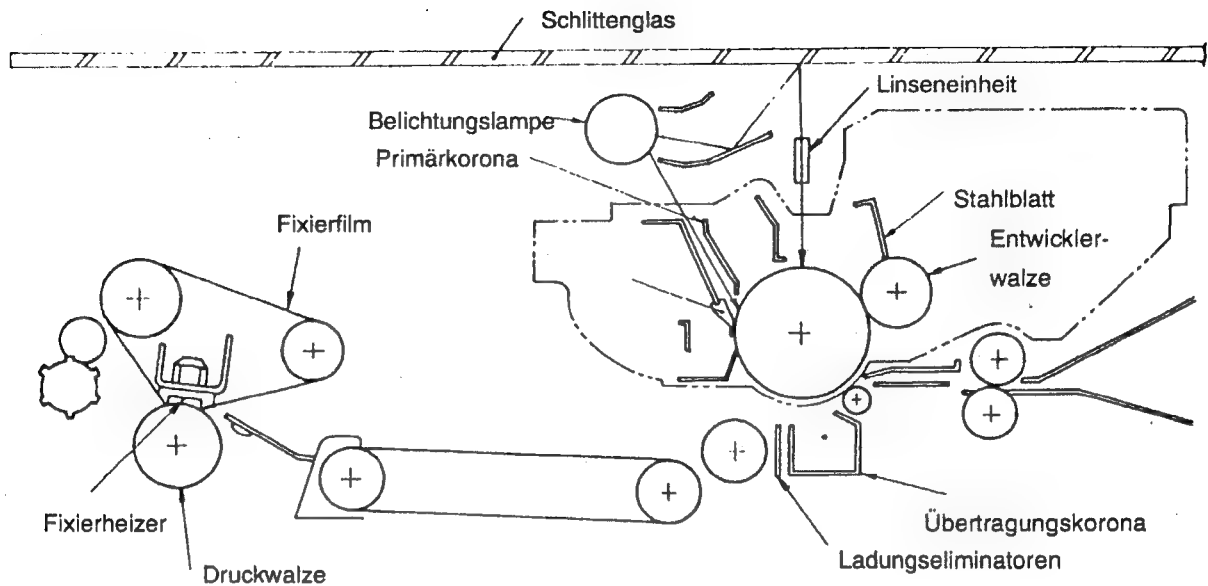 Schlittenglas
Linseneinheit
Belichtungslampe
Primärkorona
Stahlblatt
Fixierfilm
Entwickler-
walze
Fixierheizer
Übertragungskorona
Ladungseliminatoren
Druckwalze